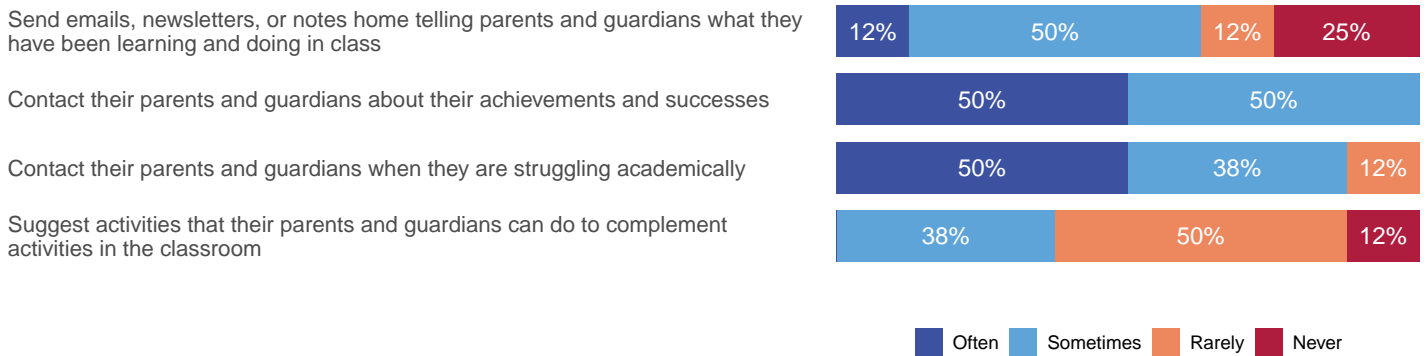 Send emails, newsletters, or notes home telling parents and guardians what they
have been learning and doing in class
12% 50% 12% 25%
Contact their parents and guardians about their achievements and successes
50% 50%
Contact their parents and guardians when they are struggling academically
50% 38% 12%
Suggest activities that their parents and guardians can do to complement
activities in the classroom
38% 50% 12%
Often Sometimes Rarely Never